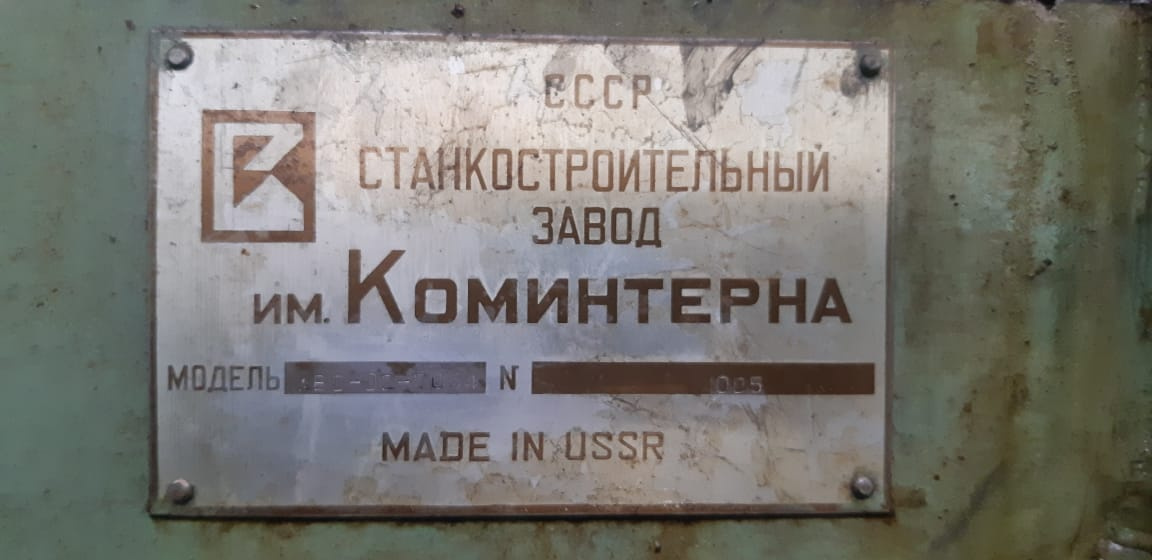 СССР
СТАНКОСТРОИТЕЛЬНЫЙ
ЗАВОД
ИМ. КОМИНТЕРНА
МОДЕЛЬ N 1005
MADE IN USSR